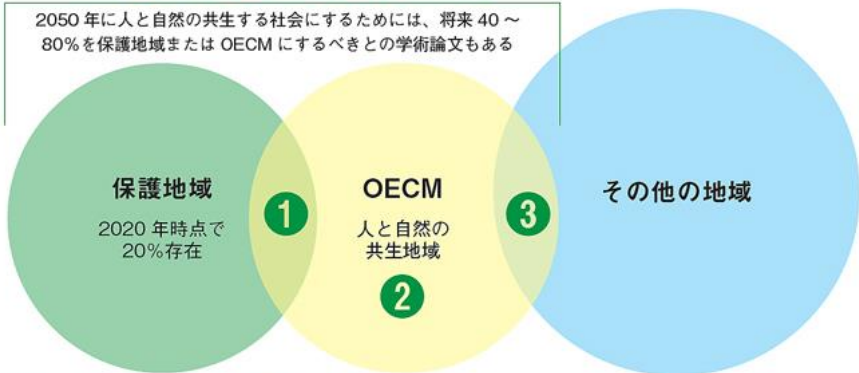 2050年に人と自然の共生する社会にするためには、将来40～
80%を保護地域またはOECMにするべきとの学術論文もある
保護地域
2020年時点で
20%存在
1
OECM
人と自然の
共生地域
2
3
その他の地域